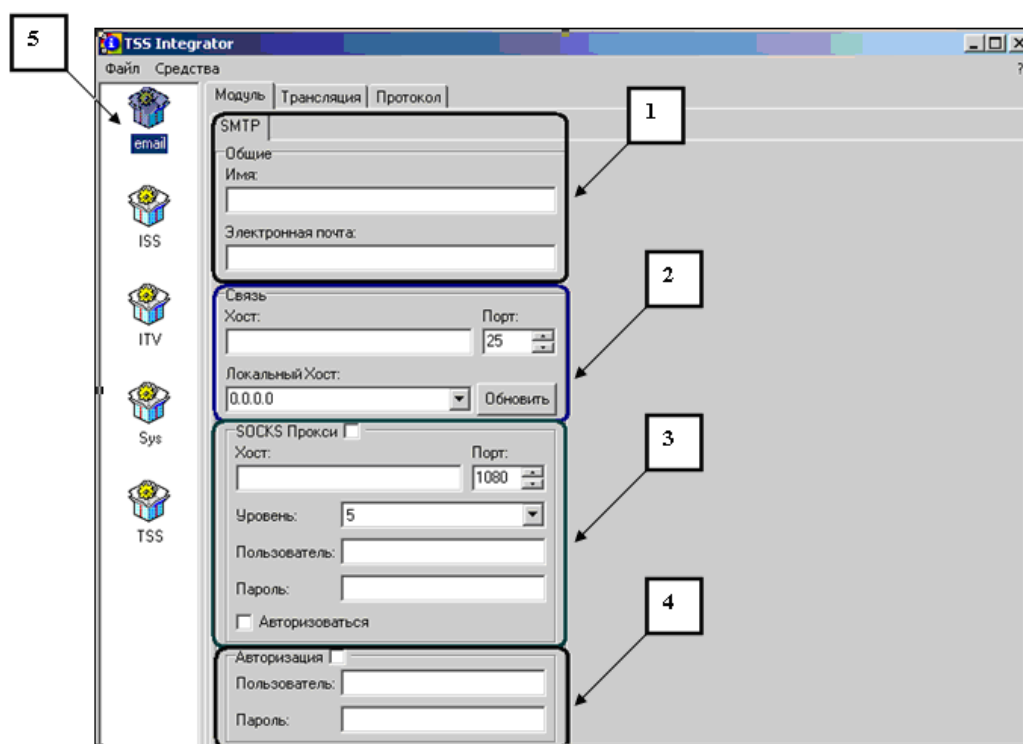 5
TSS Integrator
Файл Средства ?
Модуль Трансляция Протокол
1
email
SMTP
Общие
Имя:
ISS
Электронная почта:
2
Связь
Хост: Порт:
25
ITV
Локальный Хост:
0.0.0.0 Обновить
3
Sys
SOCKS Прокси
Хост: Порт:
1080
TSS
Уровень: 5
Пользователь:
Пароль:
4
Авторизоваться
Авторизация
Пользователь:
Пароль: